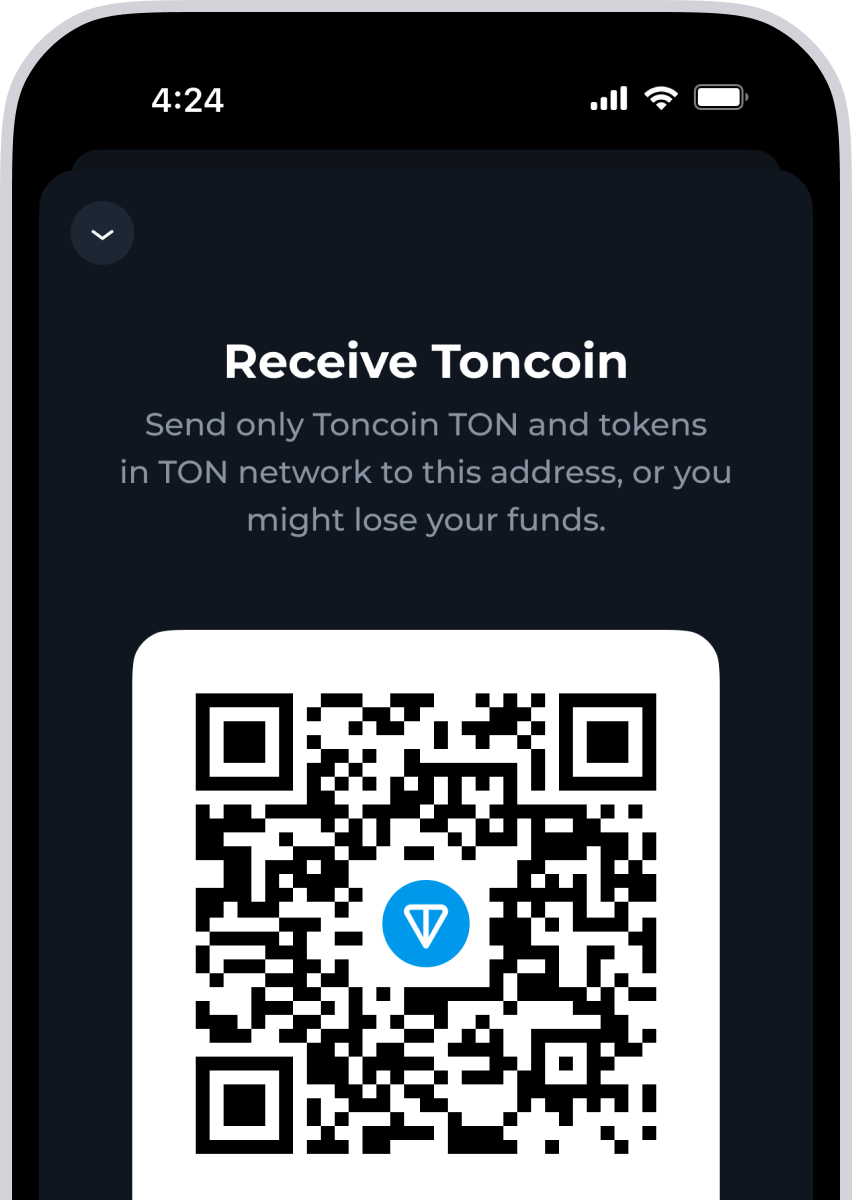 4:24
Receive Toncoin
Send only Toncoin TON and tokens
in TON network to this address, or you
might lose your funds.